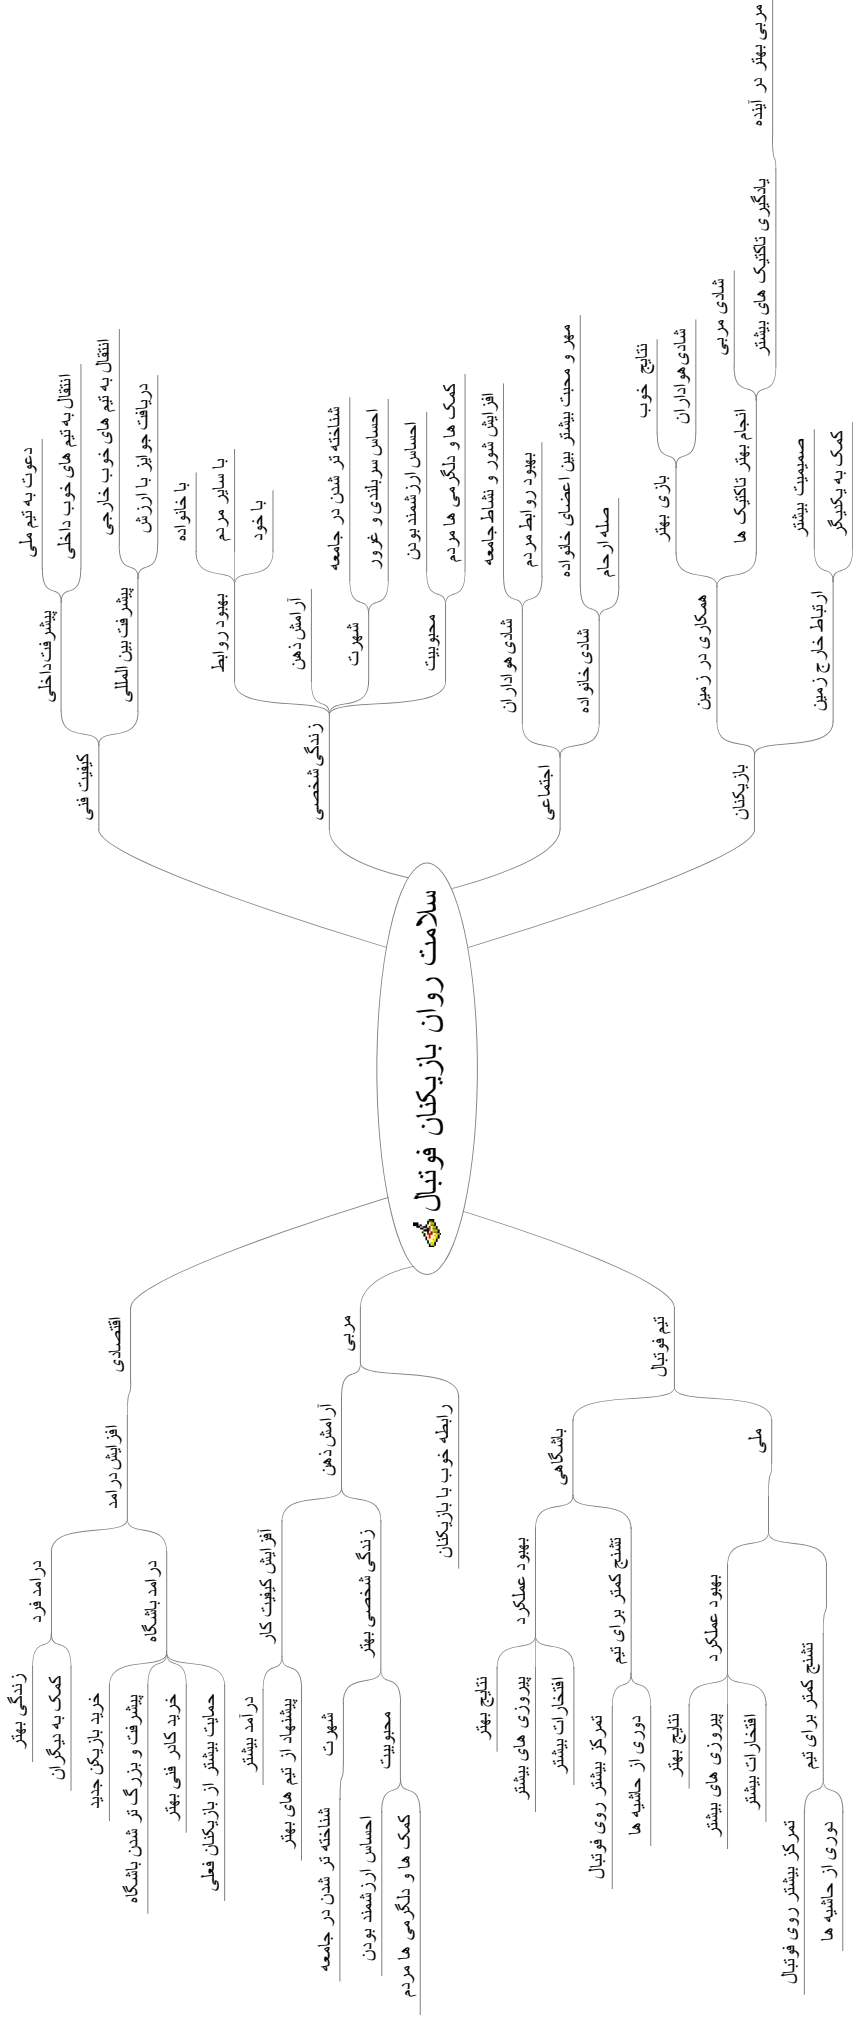 سلامت روان بازیکنان فوتبال
کیفیت فنی
پیشرفت داخلی
دعوت به تیم ملی
انتقال به تیم های خوب داخلی
پیشرفت بین المللی
انتقال به تیم های خوب خارجی
دریافت جوایز با ارزش
زندگی شخصی
بهبود روابط
با خانواده
با سایر مردم
با خود
آرامش ذهن
شهرت
شناخته تر شدن در جامعه
احساس سربلندی و غرور
محبوبیت
احساس ارزشمند بودن
کمک ها و دلگرمی ها مردم
اجتماعی
شادی هواداران
افزایش شور و نشاط جامعه
بهبود روابط مردم
شادی خانواده
مهر و محبت بیشتر بین اعضای خانواده
صله ارحام
بازیکنان
همکاری در زمین
بازی بهتر
نتایج خوب
شادی هواداران
انجام بهتر تاکتیک ها
شادی مربی
یادگیری تاکتیک های بیشتر
مربی بهتر در آینده
ارتباط خارج زمین
صمیمیت بیشتر
کمک به یکدیگر
اقتصادی
افزایش درامد
درامد فرد
زندگی بهتر
کمک به دیگران
درامد باشگاه
خرید بازیکن جدید
پیشرفت و بزرگ تر شدن باشگاه
خرید کادر فنی بهتر
حمایت بیشتر از بازیکنان فعلی
مربی
آرامش ذهن
افزایش کیفیت کار
درآمد بیشتر
پیشنهاد از تیم های بهتر
زندگی شخصی بهتر
شهرت
شناخته تر شدن در جامعه
محبوبیت
احساس ارزشمند بودن
کمک ها و دلگرمی ها مردم
رابطه خوب با بازیکنان
تیم فوتبال
باشگاهی
بهبود عملکرد
نتایج بهتر
پیروزی های بیشتر
افتخارات بیشتر
تشنج کمتر برای تیم
تمرکز بیشتر روی فوتبال
دوری از حاشیه ها
ملی
بهبود عملکرد
نتایج بهتر
پیروزی های بیشتر
افتخارات بیشتر
تشنج کمتر برای تیم
تمرکز بیشتر روی فوتبال
دوری از حاشیه ها